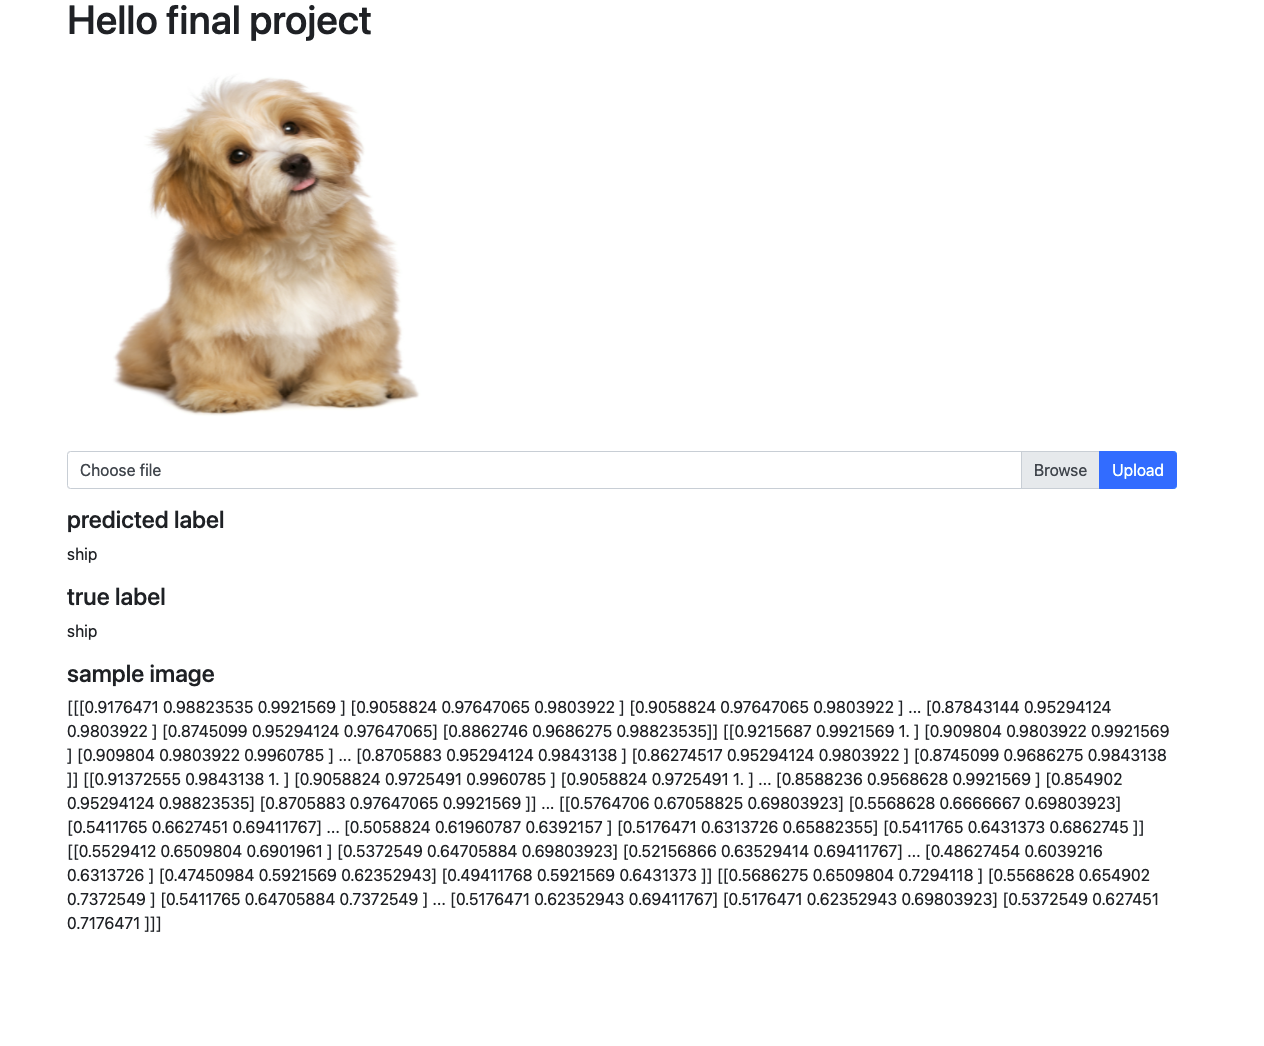 Hello final project
Choose file
Browse
Upload
predicted label
ship
true label
ship
sample image
[[[0.9176471 0.98823535 0.9921569 ] [0.9058824 0.97647065 0.9803922 ] [0.9058824 0.97647065 0.9803922 ] ... [0.87843144 0.95294124
0.9803922 ] [0.8745099 0.95294124 0.97647065] [0.8862746 0.9686275 0.98823535]] [[0.9215687 0.9921569 1. ] [0.909804 0.9803922 0.9921569
] [0.909804 0.9803922 0.9960785 ] ... [0.8705883 0.95294124 0.9843138 ] [0.86274517 0.95294124 0.9803922 ] [0.8745099 0.9686275 0.9843138
]] [[0.91372555 0.9843138 1. ] [0.9058824 0.9725491 0.9960785 ] [0.9058824 0.9725491 1. ] ... [0.8588236 0.9568628 0.9921569 ] [0.854902
0.95294124 0.98823535] [0.8705883 0.97647065 0.9921569 ]] ... [[0.5764706 0.67058825 0.69803923] [0.5568628 0.6666667 0.69803923]
[0.5411765 0.6627451 0.69411767] ... [0.5058824 0.61960787 0.6392157 ] [0.5176471 0.6313726 0.65882355] [0.5411765 0.6431373 0.6862745 ]]
[[0.5529412 0.6509804 0.6901961 ] [0.5372549 0.64705884 0.69803923] [0.52156866 0.63529414 0.69411767] ... [0.48627454 0.6039216
0.6313726 ] [0.47450984 0.5921569 0.62352943] [0.49411768 0.5921569 0.6431373 ]] [[0.5686275 0.6509804 0.7294118 ] [0.5568628 0.654902
0.7372549 ] [0.5411765 0.64705884 0.7372549 ] ... [0.5176471 0.62352943 0.69411767] [0.5176471 0.62352943 0.69803923] [0.5372549 0.627451
0.7176471 ]]]